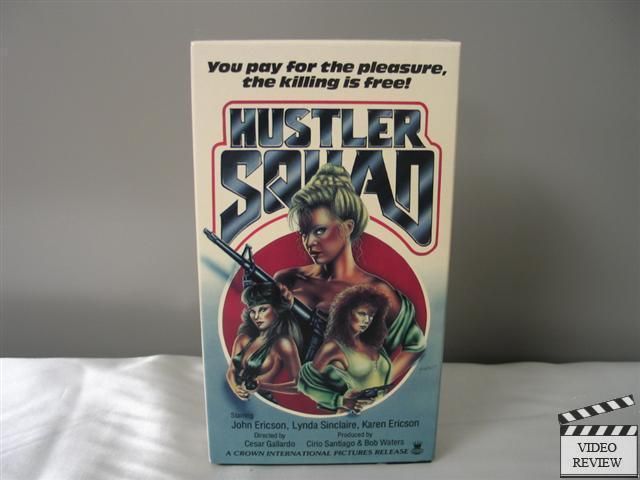 You pay for the pleasure,
the killing is free!
HUSTLER
SQUAD
Starring
John Ericson, Lynda Sinclaire, Karen Ericson
Directed by
Cesar Gallardo
Produced by
Cirio Santiago & Bob Waters
A CROWN INTERNATIONAL PICTURES RELEASE
VIDEO
REVIEW